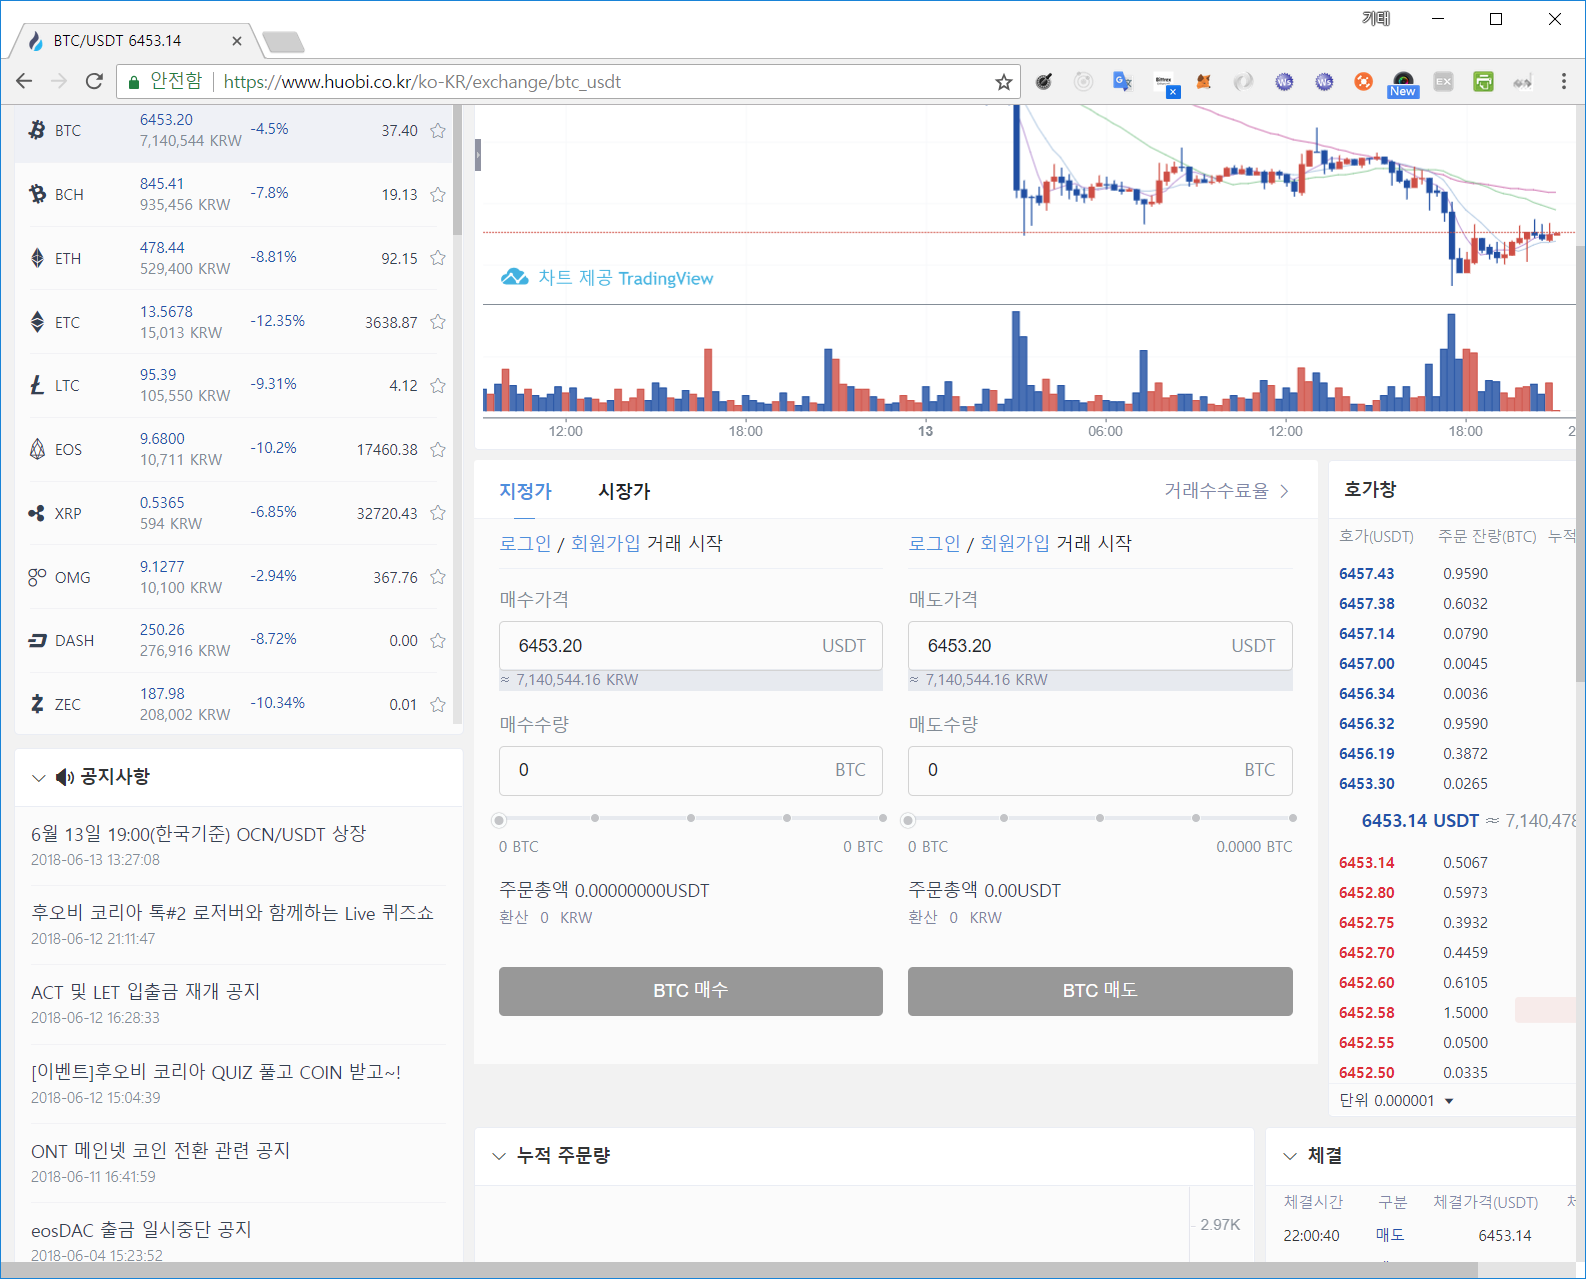 기태
BTC/USDT 6453.14
안전함
https://www.huobi.co.kr/ko-KR/exchange/btc_usdt
New
EX
BTC 6453.20 -4.5% 37.40
7,140,544 KRW
BCH 845.41 -7.8% 19.13
935,456 KRW
ETH 478.44 -8.81% 92.15
529,400 KRW
ETC 13.5678 -12.35% 3638.87
15,013 KRW
LTC 95.39 -9.31% 4.12
105,550 KRW
EOS 9.6800 -10.2% 17460.38
10,711 KRW
XRP 0.5365 -6.85% 32720.43
594 KRW
OMG 9.1277 -2.94% 367.76
10,100 KRW
DASH 250.26 -8.72% 0.00
276,916 KRW
ZEC 187.98 -10.34% 0.01
208,002 KRW
공지사항
6월 13일 19:00(한국기준) OCN/USDT 상장
2018-06-13 13:27:08
후오비 코리아 톡#2 로저버와 함께하는 Live 퀴즈쇼
2018-06-12 21:11:47
ACT 및 LET 입출금 재개 공지
2018-06-12 16:28:33
[이벤트]후오비 코리아 QUIZ 풀고 COIN 받고~!
2018-06-12 15:04:39
ONT 메인넷 코인 전환 관련 공지
2018-06-11 16:41:59
eosDAC 출금 일시중단 공지
2018-06-04 15:23:52
차트 제공 TradingView
12:00 18:00 13 06:00 12:00 18:00 2
지정가 시장가 거래수수료율
로그인 / 회원가입 거래 시작
매수가격
6453.20 USDT
≈ 7,140,544.16 KRW
매수수량
0 BTC
0 BTC 0 BTC
주문총액 0.00000000USDT
환산 0 KRW
BTC 매수
로그인 / 회원가입 거래 시작
매도가격
6453.20 USDT
≈ 7,140,544.16 KRW
매도수량
0 BTC
0 BTC 0.0000 BTC
주문총액 0.00USDT
환산 0 KRW
BTC 매도
호가창
호가(USDT) 주문 잔량(BTC) 누적
6457.43 0.9590
6457.38 0.6032
6457.14 0.0790
6457.00 0.0045
6456.34 0.0036
6456.32 0.9590
6456.19 0.3872
6453.30 0.0265
6453.14 USDT ≈ 7,140,478
6453.14 0.5067
6452.80 0.5973
6452.75 0.3932
6452.70 0.4459
6452.60 0.6105
6452.58 1.5000
6452.55 0.0500
6452.50 0.0335
단위 0.000001
누적 주문량
2.97K
체결
체결시간 구분 체결가격(USDT)
22:00:40 매도 6453.14